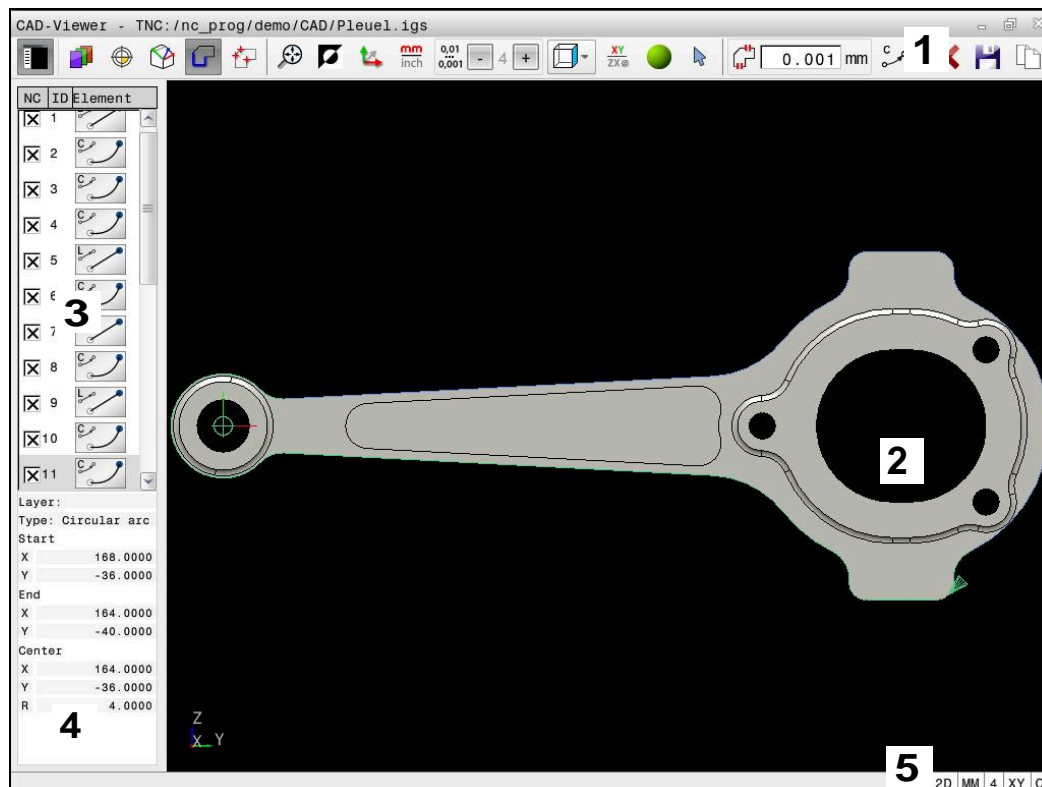 CAD-Viewer - TNC:/nc_prog/demo/CAD/Pleuel.igs
mm
inch
0,01
...
0,001
- 4 +
XY
ZX
0.001 mm
C
1
NC ID Element
1
2 C
3 C
4 C
5 L
6 C
7
8 C
9 L
10 C
11 C
3
Layer:
Type: Circular arc
Start
X 168.0000
Y -36.0000
End
X 164.0000
Y -40.0000
Center
X 164.0000
Y -36.0000
R 4.0000
4
2
Z
X Y
5
2D MM 4 XY